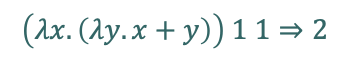 (λx. (λy. x + y)) 1 1 ⇒ 2